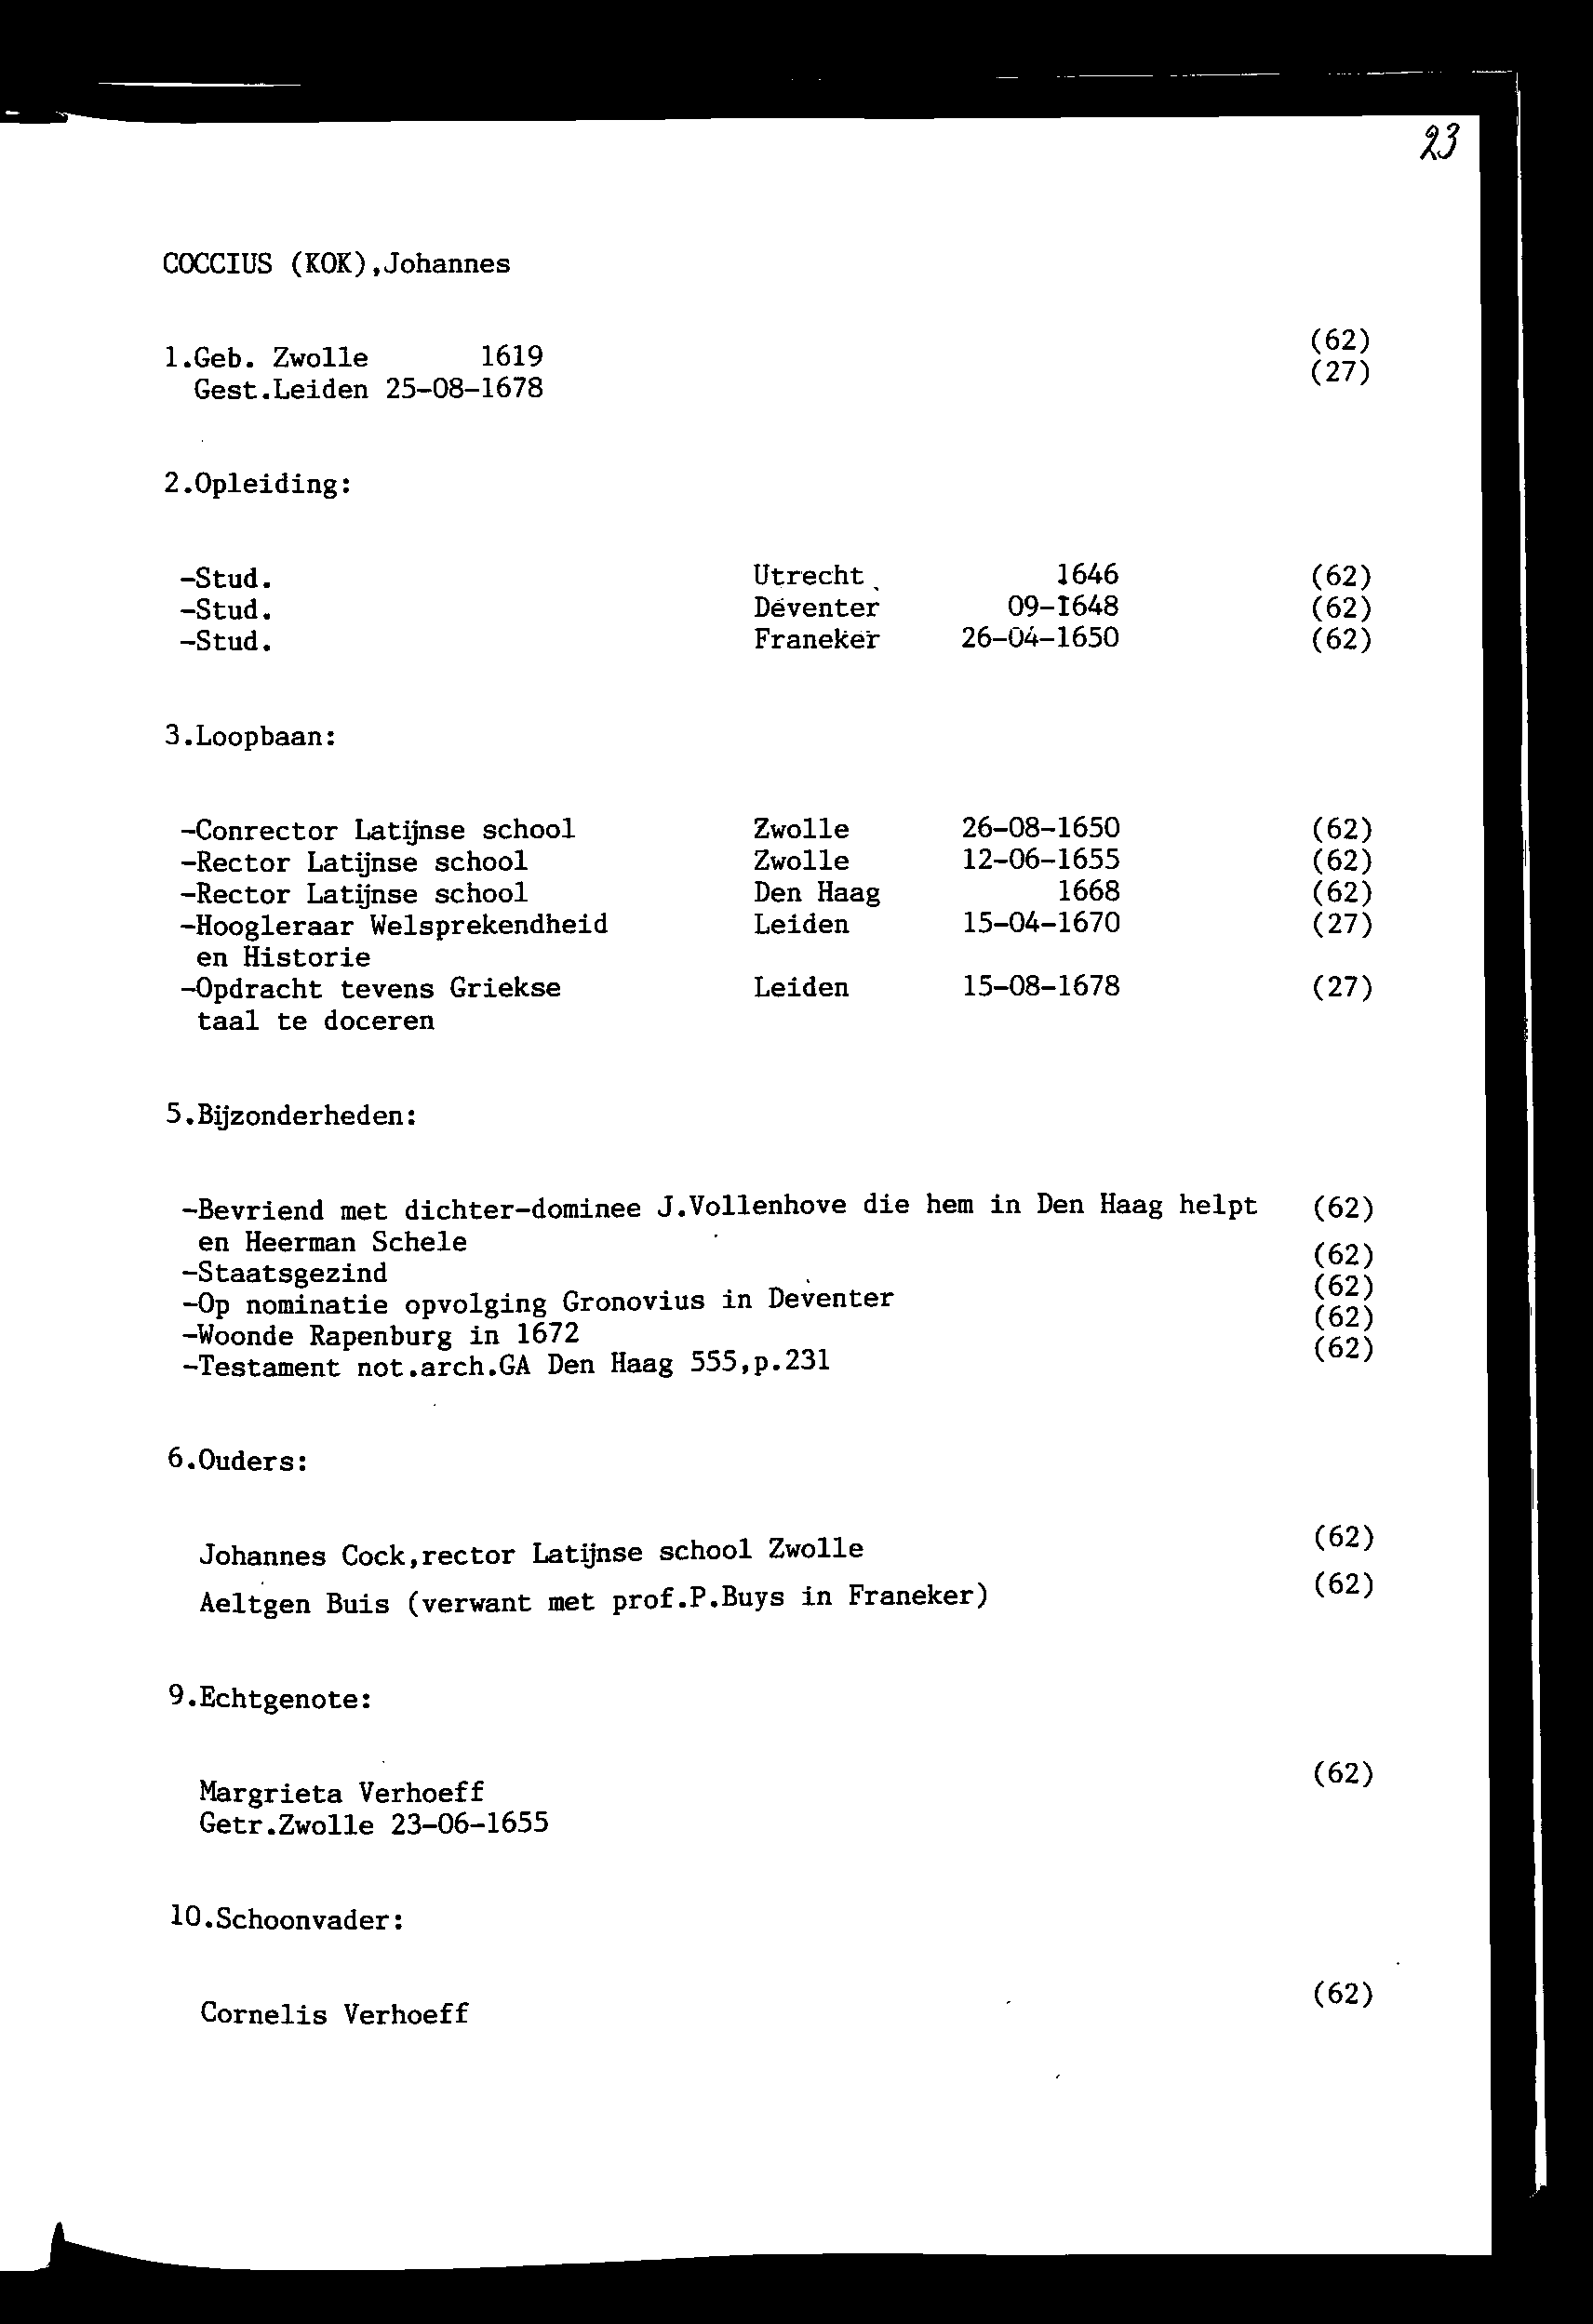 23
COCCIUS (KOK),Johannes
1.Geb. Zwolle 1619 (62)
Gest.Leiden 25-08-1678 (27)
2.Opleiding:
-Stud. Utrecht 1646 (62)
-Stud. Deventer 09-1648 (62)
-Stud. Franeker 26-04-1650 (62)
3.Loopbaan:
-Conrector Latijnse school Zwolle 26-08-1650 (62)
-Rector Latijnse school Zwolle 12-06-1655 (62)
-Rector Latijnse school Den Haag 1668 (62)
-Hoogleraar Welsprekendheid Leiden 15-04-1670 (27)
en Historie
-Opdracht tevens Griekse Leiden 15-08-1678 (27)
taal te doceren
5.Bijzonderheden:
-Bevriend met dichter-dominee J.Vollenhove die hem in Den Haag helpt (62)
en Heerman Schele
-Staatsgezind (62)
-Op nominatie opvolging Gronovius in Deventer (62)
-Woonde Rapenburg in 1672 (62)
-Testament not.arch.GA Den Haag 555,p.231 (62)
6.Ouders:
Johannes Cock,rector Latijnse school Zwolle (62)
Aeltgen Buis (verwant met prof.P.Buys in Franeker) (62)
9.Echtgenote:
Margrieta Verhoeff (62)
Getr.Zwolle 23-06-1655
10.Schoonvader:
Cornelis Verhoeff (62)